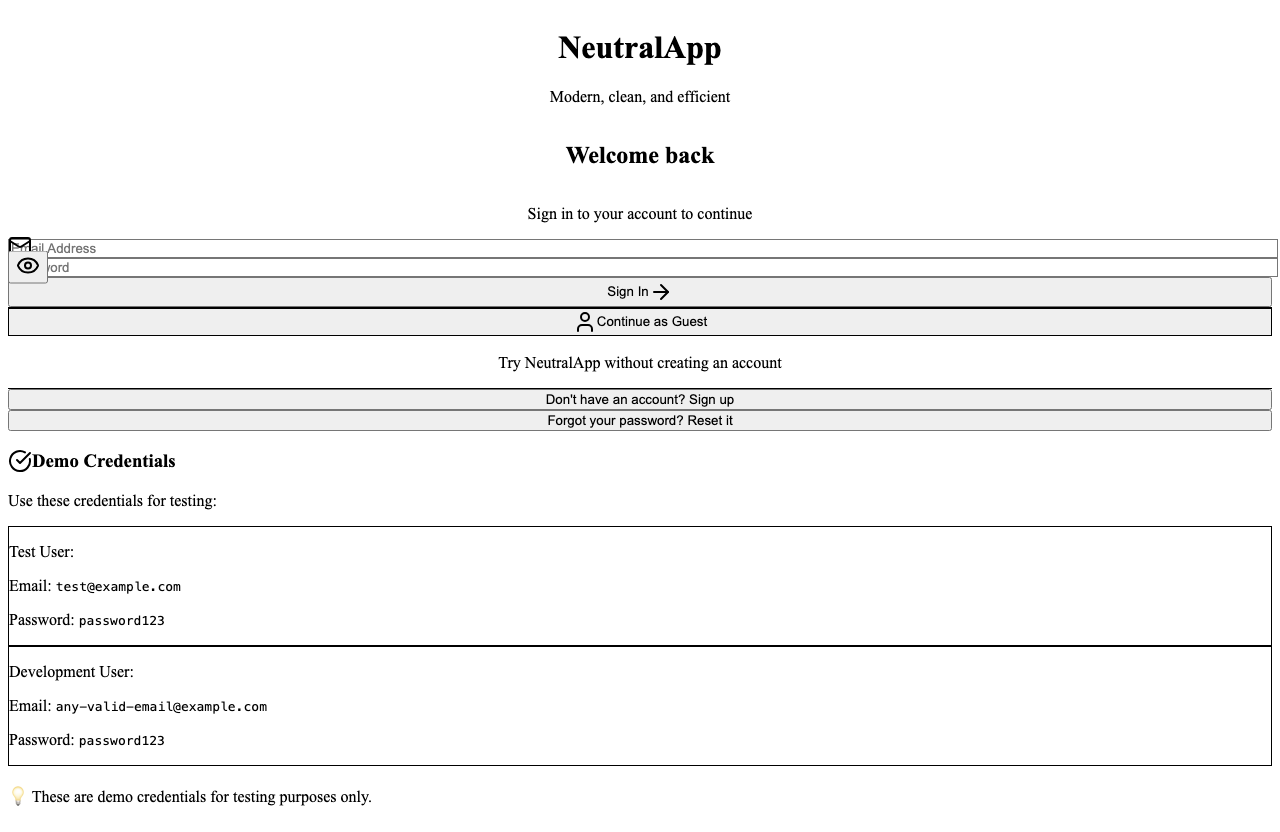 NeutralApp
Modern, clean, and efficient
Welcome back
Sign in to your account to continue
Address
Sign In
Continue as Guest
Try NeutralApp without creating an account
Don't have an account? Sign up
Forgot your password? Reset it
Demo Credentials
Use these credentials for testing:
Test User:
Email: test@example.com
Password: password123
Development User:
Email: any-valid-email@example.com
Password: password123
These are demo credentials for testing purposes only.